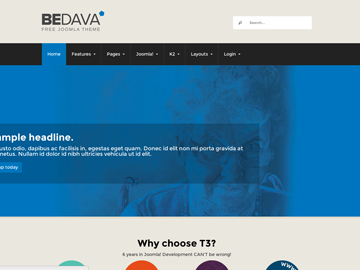 BEDAVA
FREE JOOMLA THEME
Search...
Home Features Pages Joomla! K2 Layouts Login
ample headline.
usto odio, dapibus ac facilisis in, egestas eget quam. Donec id elit non mi porta gravida at
netus. Nullam id dolor id nibh ultricies vehicula ut id elit.
up today
Why choose T3?
6 years in Joomla! Development CAN'T be wrong!
WWW